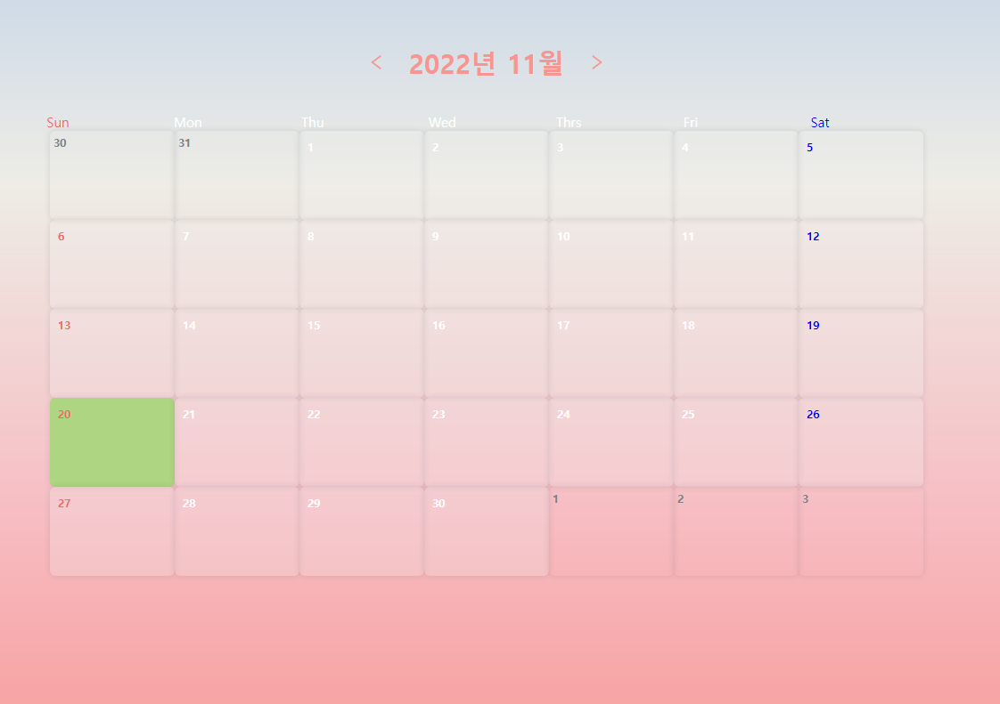 < 2022년 11월 >
Sun Mon Thu Wed Thrs Fri Sat
30 31 1 2 3 4 5
6 7 8 9 10 11 12
13 14 15 16 17 18 19
20 21 22 23 24 25 26
27 28 29 30 1 2 3